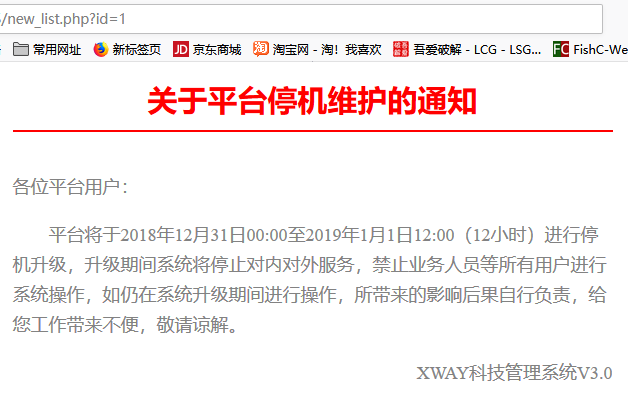 /new_list.php?id=1
常用网址 新标签页 京东商城 淘宝网 - 淘！我喜欢 吾爱破解 - LCG - LSG... FishC-We
关于平台停机维护的通知
各位平台用户：
平台将于2018年12月31日00:00至2019年1月1日12:00（12小时）进行停
机升级，升级期间系统将停止对内对外服务，禁止业务人员等所有用户进行
系统操作，如仍在系统升级期间进行操作，所带来的影响后果自行负责，给
您工作带来不便，敬请谅解。
XWAY科技管理系统V3.0